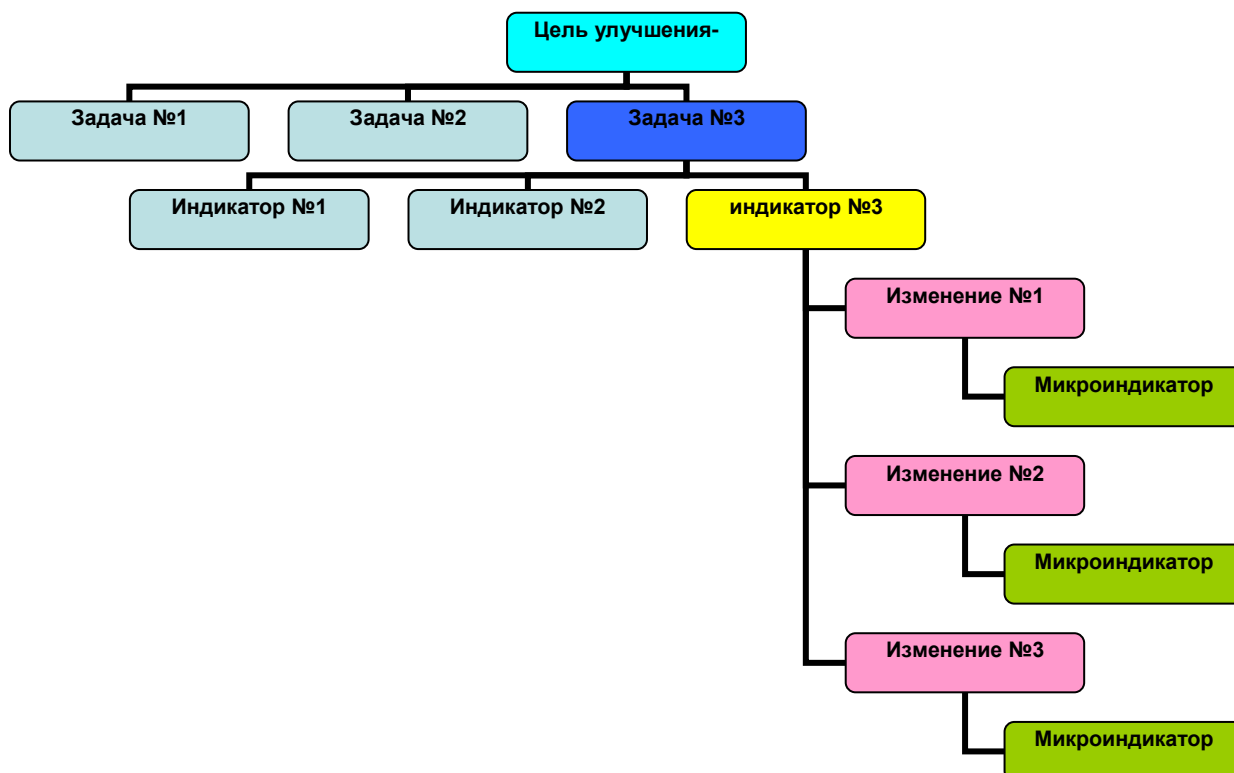 Цель улучшения-
Задача №1
Задача №2
Задача №3
Индикатор №1
Индикатор №2
индикатор №3
Изменение №1
Микроиндикатор
Изменение №2
Микроиндикатор
Изменение №3
Микроиндикатор